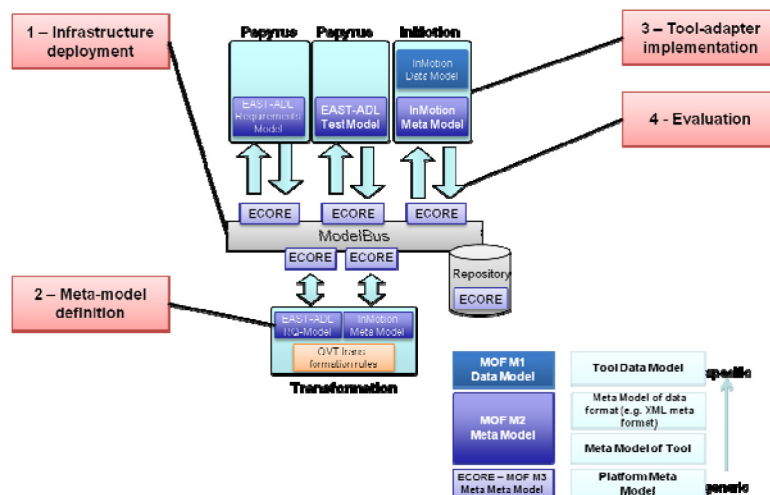 1 – Infrastructure
deployment
Papyrus
Papyrus
InMotion
3 – Tool-adapter
implementation
InMotion
Data Model
EAST-ADL
Requirements
Model
EAST-ADL
Test Model
InMotion
Meta Model
4 - Evaluation
ECORE
ECORE
ECORE
ModelBus
ECORE
ECORE
Repository
ECORE
2 – Meta-model
definition
EAST-ADL
RQ-Model
InMotion
Meta Model
QVT trans
formation rules
Transformation
MOF M1
Data Model
Tool Data Model
specific
MOF M2
Meta Model
Meta Model of data
format (e.g. XML meta
format)
Meta Model of Tool
ECORE – MOF M3
Meta Meta Model
Platform Meta
Model
generic